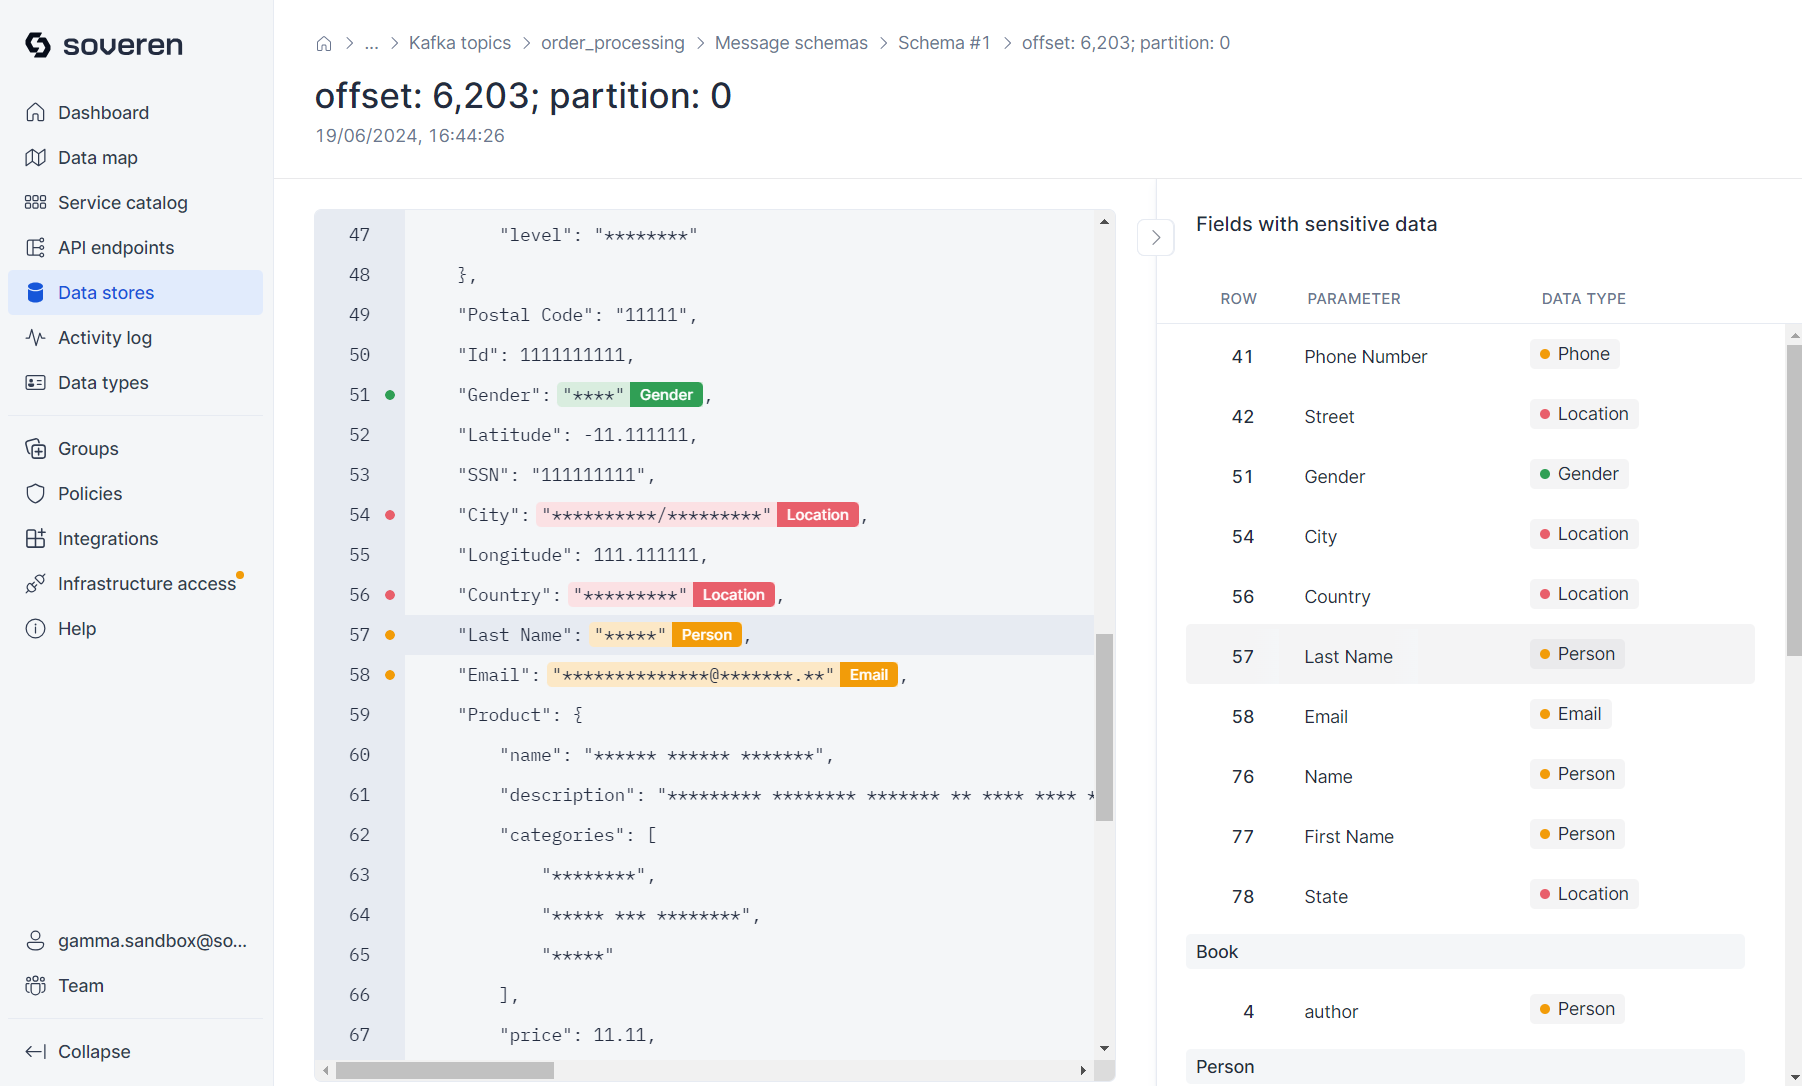 soveren
Dashboard
Data map
Service catalog
API endpoints
Data stores
Activity log
Data types
Groups
Policies
Integrations
Infrastructure access
Help
gamma.sandbox@so...
Team
Collapse
... Kafka topics order_processing Message schemas Schema #1 offset: 6,203; partition: 0
offset: 6,203; partition: 0
19/06/2024, 16:44:26
47 "level": "********"
48 },
49 "Postal Code": "11111",
50 "Id": 1111111111,
51 "Gender": "****" Gender ,
52 "Latitude": -11.111111,
53 "SSN": "111111111",
54 "City": "**********/*********" Location ,
55 "Longitude": 111.111111,
56 "Country": "*********" Location ,
57 "Last Name": "*****" Person ,
58 "Email": "**************@*******.**" Email ,
59 "Product": {
60 "name": "****** ****** *******",
61 "description": "********* ******** ******* ** **** **** *
62 "categories": [
63 "********",
64 "***** *** ********",
65 "*****"
66 ],
67 "price": 11.11,
Fields with sensitive data
ROW PARAMETER DATA TYPE
41 Phone Number Phone
42 Street Location
51 Gender Gender
54 City Location
56 Country Location
57 Last Name Person
58 Email Email
76 Name Person
77 First Name Person
78 State Location
Book
4 author Person
Person